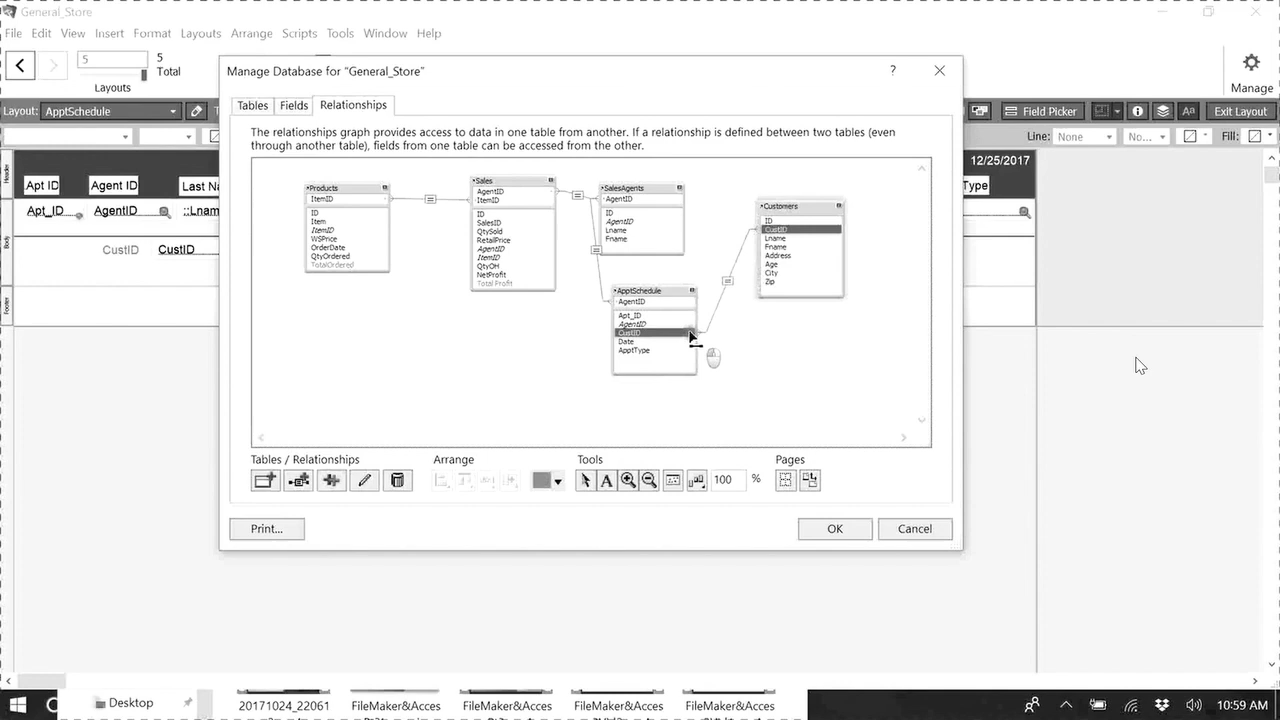 General_Store
File Edit View Insert Format Layouts Arrange Scripts Tools Window Help
5
5
Total
Layouts
Manage
Layout: ApptSchedule
Field Picker
Aa
Exit Layout
Line: None
No...
Fill:
Manage Database for "General_Store"
?
Tables Fields Relationships
The relationships graph provides access to data in one table from another. If a relationship is defined between two tables (even
through another table), fields from one table can be accessed from the other.
Header
Body
Footer
12/25/2017
Apt ID Agent ID Last Na
Type
Apt_ID AgentID ::Lnam
CustID CustID
Products
ItemID
ID
Item
ItemID
WSPrice
OrderDate
QtyOrdered
TotalOrdered
Sales
AgentID
ItemID
ID
SalesID
QtySold
RetailPrice
AgentID
ItemID
QtyOH
NetProfit
Total Profit
SalesAgents
AgentID
ID
AgentID
Lname
Fname
ApptSchedule
AgentID
Apt_ID
AgentID
CustID
Date
ApptType
Customers
ID
CustID
Lname
Fname
Address
Age
City
Zip
Tables / Relationships
Arrange
Tools
Pages
A
100 %
Print...
OK
Cancel
Desktop
20171024_22061
FileMaker&Acces
FileMaker&Acces
FileMaker&Acces
FileMaker&Acces
10:59 AM